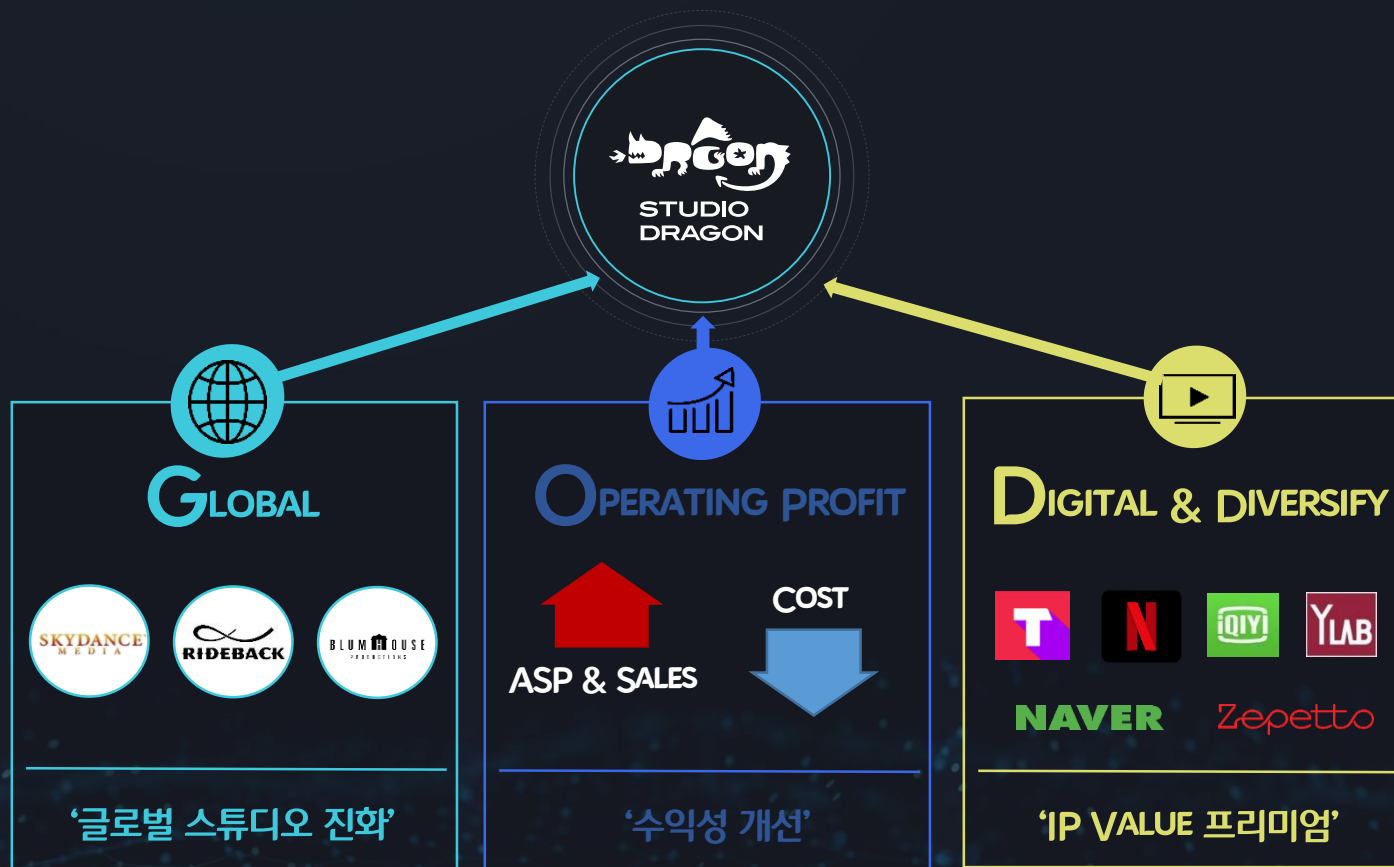 DRAGON
STUDIO
DRAGON
GLOBAL
SKYDANCE
MEDIA
RIDEBACK
BLUMHOUSE
PRODUCTIONS
‘글로벌 스튜디오 진화’
OPERATING PROFIT
ASP & SALES
COST
‘수익성 개선’
DIGITAL & DIVERSIFY
T
N
iQIYI
YLAB
NAVER
Zepetto
‘IP VALUE 프리미엄’